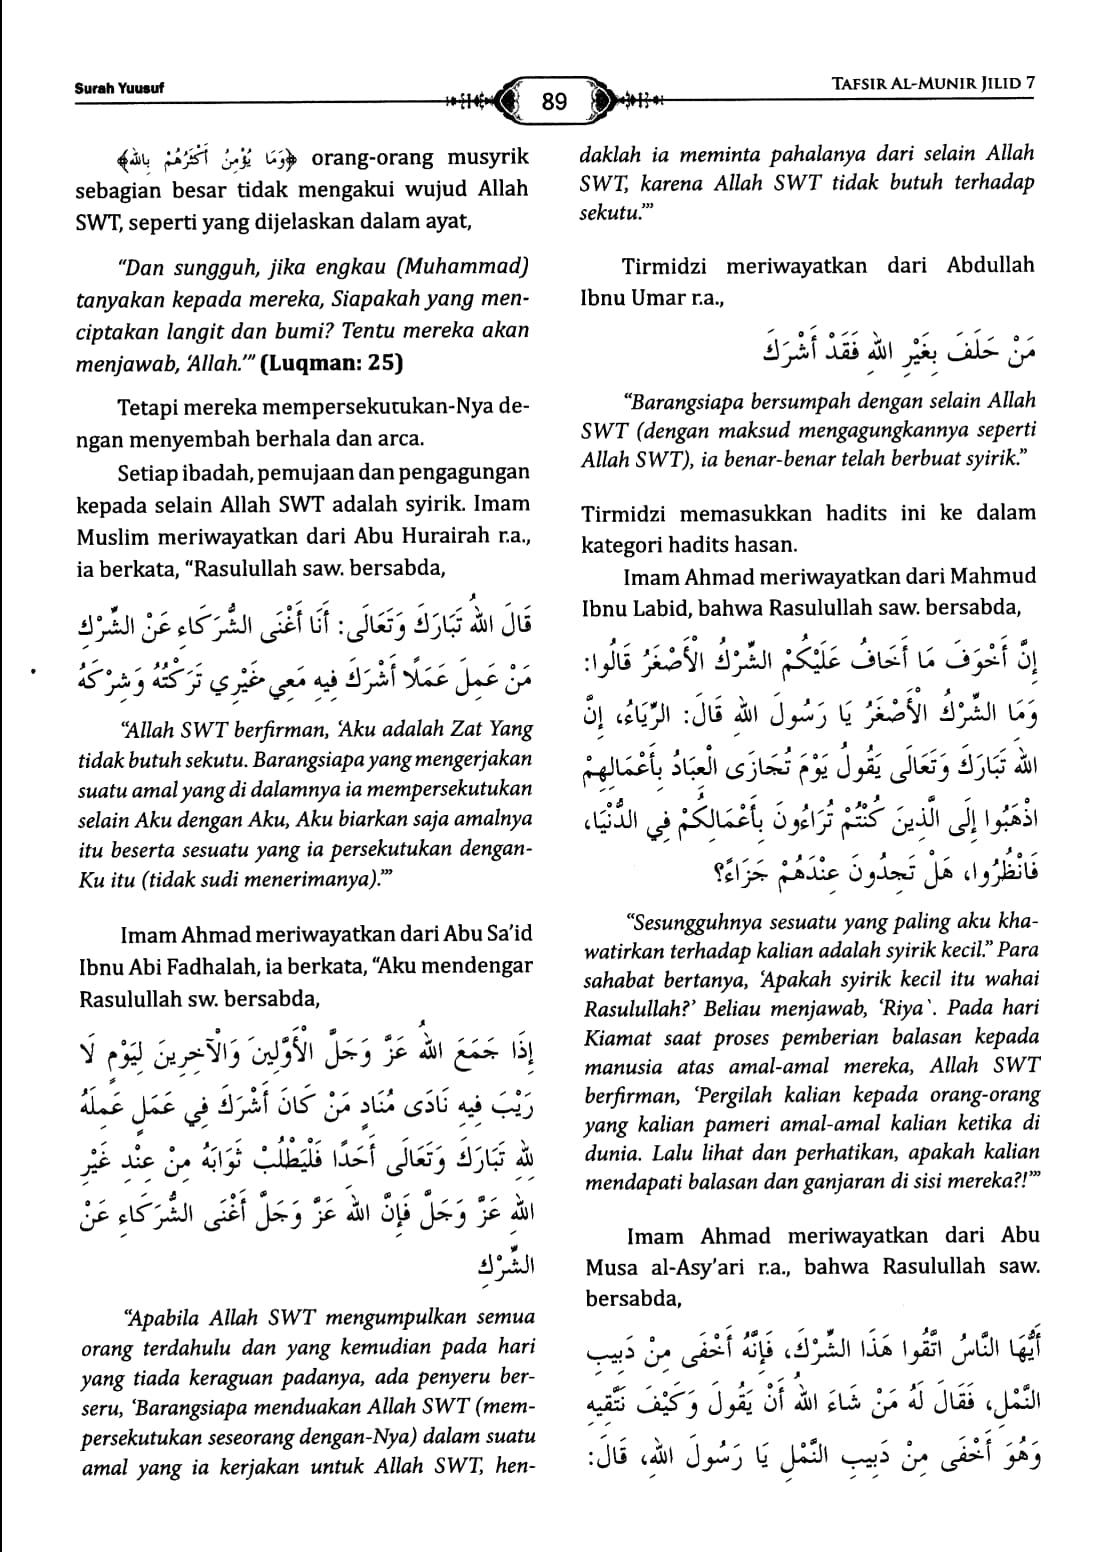 Surah Yuusuf
89
TAFSIR AL-MUNIR JILID 7
﴿وَمَا يُؤْمِنُ أَكْثَرُهُمْ بِاللهِ﴾ orang-orang musyrik
sebagian besar tidak mengakui wujud Allah
SWT, seperti yang dijelaskan dalam ayat,
“Dan sungguh, jika engkau (Muhammad)
tanyakan kepada mereka, Siapakah yang men-
ciptakan langit dan bumi? Tentu mereka akan
menjawab, ‘Allah.’” (Luqman: 25)
Tetapi mereka mempersekutukan-Nya de-
ngan menyembah berhala dan arca.
Setiap ibadah, pemujaan dan pengagungan
kepada selain Allah SWT adalah syirik. Imam
Muslim meriwayatkan dari Abu Hurairah r.a.,
ia berkata, “Rasulullah saw. bersabda,
قَالَ اللهُ تَبَارَكَ وَتَعَالَى: أَنَا أَغْنَى الشُّرَكَاءِ عَنْ الشِّرْكِ
مَنْ عَمِلَ عَمَلًا أَشْرَكَ فِيهِ مَعِي غَيْرِي تَرَكْتُهُ وَشِرْكَهُ
“Allah SWT berfirman, ‘Aku adalah Zat Yang
tidak butuh sekutu. Barangsiapa yang mengerjakan
suatu amal yang di dalamnya ia mempersekutukan
selain Aku dengan Aku, Aku biarkan saja amalnya
itu beserta sesuatu yang ia persekutukan dengan-
Ku itu (tidak sudi menerimanya).’”
Imam Ahmad meriwayatkan dari Abu Sa’id
Ibnu Abi Fadhalah, ia berkata, “Aku mendengar
Rasulullah sw. bersabda,
إِذَا جَمَعَ اللهُ عَزَّ وَجَلَّ الْأَوَّلِينَ وَالْآخِرِينَ لِيَوْمٍ لَا
رَيْبَ فِيهِ نَادَى مُنَادٍ مَنْ كَانَ أَشْرَكَ فِي عَمَلٍ عَمِلَهُ
لِلهِ تَبَارَكَ وَتَعَالَى أَحَدًا فَلْيَطْلُبْ ثَوَابَهُ مِنْ عِنْدِ غَيْرِ
اللهِ عَزَّ وَجَلَّ فَإِنَّ اللهَ عَزَّ وَجَلَّ أَغْنَى الشُّرَكَاءِ عَنْ
الشِّرْكِ
“Apabila Allah SWT mengumpulkan semua
orang terdahulu dan yang kemudian pada hari
yang tiada keraguan padanya, ada penyeru ber-
seru, ‘Barangsiapa menduakan Allah SWT (mem-
persekutukan seseorang dengan-Nya) dalam suatu
amal yang ia kerjakan untuk Allah SWT, hen-
daklah ia meminta pahalanya dari selain Allah
SWT, karena Allah SWT tidak butuh terhadap
sekutu.’”
Tirmidzi meriwayatkan dari Abdullah
Ibnu Umar r.a.,
مَنْ حَلَفَ بِغَيْرِ اللهِ فَقَدْ أَشْرَكَ
“Barangsiapa bersumpah dengan selain Allah
SWT (dengan maksud mengagungkannya seperti
Allah SWT), ia benar-benar telah berbuat syirik.”
Tirmidzi memasukkan hadits ini ke dalam
kategori hadits hasan.
Imam Ahmad meriwayatkan dari Mahmud
Ibnu Labid, bahwa Rasulullah saw. bersabda,
إِنَّ أَخْوَفَ مَا أَخَافُ عَلَيْكُمْ الشِّرْكُ الْأَصْغَرُ قَالُوا:
وَمَا الشِّرْكُ الْأَصْغَرُ يَا رَسُولَ اللهِ قَالَ: الرِّيَاءُ، إِنَّ
اللهَ تَبَارَكَ وَتَعَالَى يَقُولُ يَوْمَ تُجَازَى الْعِبَادُ بِأَعْمَالِهِمْ
اذْهَبُوا إِلَى الَّذِينَ كُنْتُمْ تُرَاءُونَ بِأَعْمَالِكُمْ فِي الدُّنْيَا،
فَانْظُرُوا، هَلْ تَجِدُونَ عِنْدَهُمْ جَزَاءً؟
“Sesungguhnya sesuatu yang paling aku kha-
watirkan terhadap kalian adalah syirik kecil.” Para
sahabat bertanya, ‘Apakah syirik kecil itu wahai
Rasulullah?’ Beliau menjawab, ‘Riya`. Pada hari
Kiamat saat proses pemberian balasan kepada
manusia atas amal-amal mereka, Allah SWT
berfirman, ‘Pergilah kalian kepada orang-orang
yang kalian pameri amal-amal kalian ketika di
dunia. Lalu lihat dan perhatikan, apakah kalian
mendapati balasan dan ganjaran di sisi mereka?!’”
Imam Ahmad meriwayatkan dari Abu
Musa al-Asy’ari r.a., bahwa Rasulullah saw.
bersabda,
أَيُّهَا النَّاسُ اتَّقُوا هَذَا الشِّرْكَ، فَإِنَّهُ أَخْفَى مِنْ دَبِيبِ
النَّمْلِ، فَقَالَ لَهُ مَنْ شَاءَ اللهُ أَنْ يَقُولَ وَكَيْفَ نَتَّقِيهِ
وَهُوَ أَخْفَى مِنْ دَبِيبِ النَّمْلِ يَا رَسُولَ اللهِ، قَالَ: